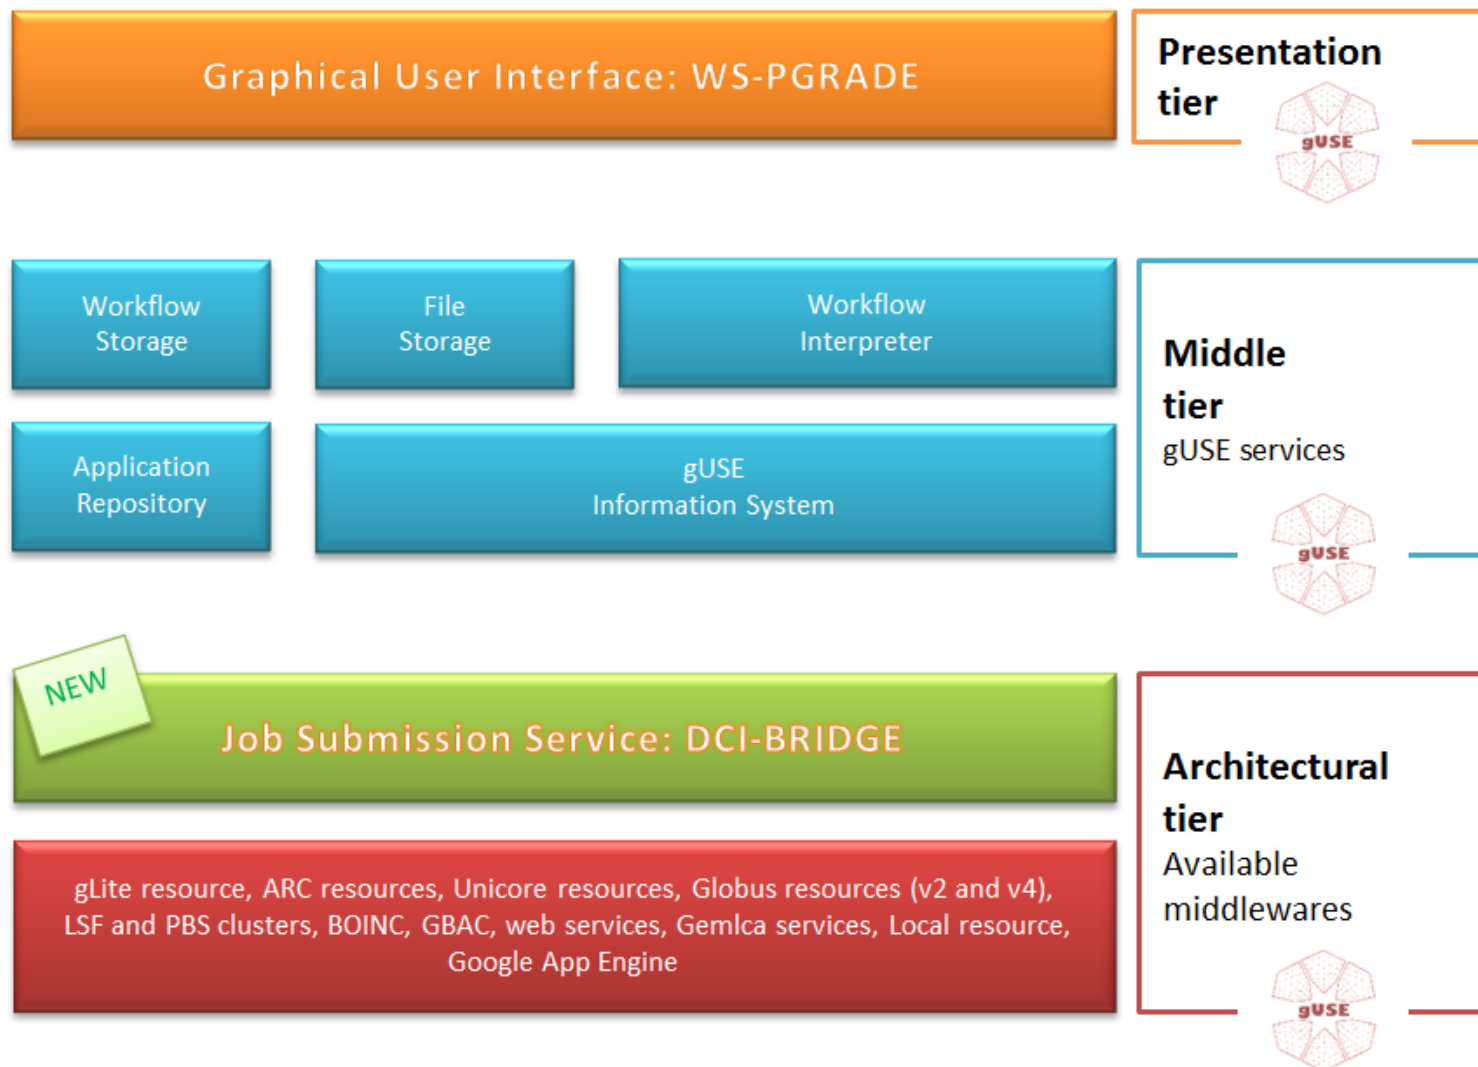 Graphical User Interface: WS-PGRADE
Presentation
tier
gUSE
Workflow
Storage
File
Storage
Workflow
Interpreter
Application
Repository
gUSE
Information System
Middle
tier
gUSE services
gUSE
NEW
Job Submission Service: DCI-BRIDGE
gLite resource, ARC resources, Unicore resources, Globus resources (v2 and v4),
LSF and PBS clusters, BOINC, GBAC, web services, Gemlca services, Local resource,
Google App Engine
Architectural
tier
Available
middlewares
gUSE